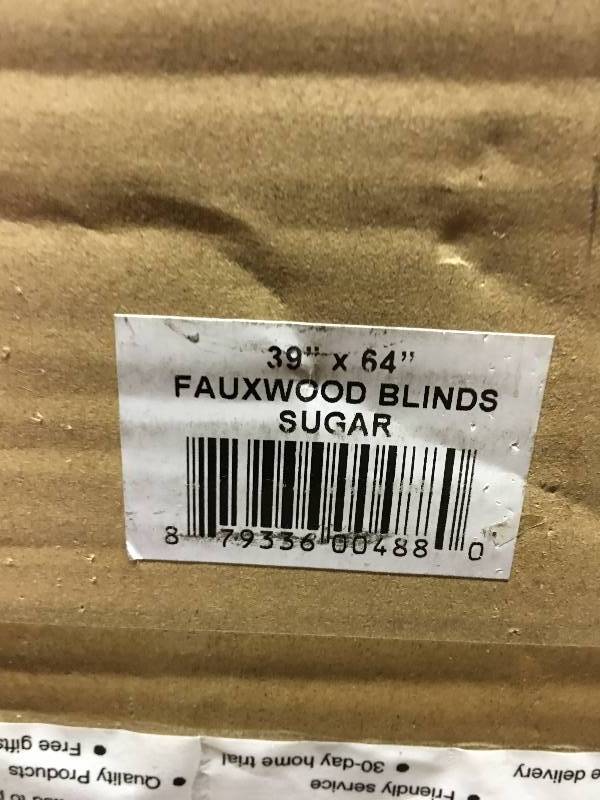 39" x 64"
FAUXWOOD BLINDS
SUGAR
8 79336 00488 0
Free gifts
Quality Products
30-day home trial
Friendly service
delivery